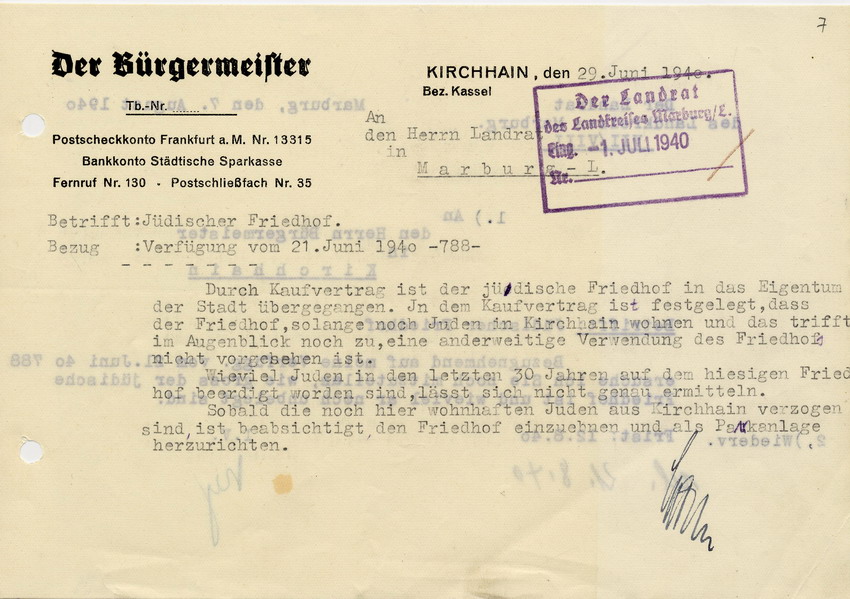 7
Der Bürgermeister
Tb.-Nr. ........
Postscheckkonto Frankfurt a. M. Nr. 13315
Bankkonto Städtische Sparkasse
Fernruf Nr. 130 - Postschließfach Nr. 35
KIRCHHAIN, den 29.Juni 194o.
Bez. Kassel
An
den Herrn Landrat
in
Marburg - L.
Der Landrat
des Landkreises Marburg/L.
Eing. -1. JULI 1940
Nr.
Betrifft:Jüdischer Friedhof.
Bezug :Verfügung vom 21.Juni 194o -788-
- - - - - - -
Durch Kaufvertrag ist der jüdische Friedhof in das Eigentum
der Stadt übergegangen. Jn dem Kaufvertrag ist festgelegt,dass
der Friedhof,solange noch Juden in Kirchhain wohnen und das trifft
im Augenblick noch zu,eine anderweitige Verwendung des Friedhofs
nicht vorgesehen ist.
Wieviel Juden in den letzten 30 Jahren auf dem hiesigen Fried
hof beerdigt worden sind,lässt sich nicht genau ermitteln.
Sobald die noch hier wohnhaften Juden aus Kirchhain verzogen
sind,ist beabsichtigt,den Friedhof einzuebnen und als Parkanlage
herzurichten.